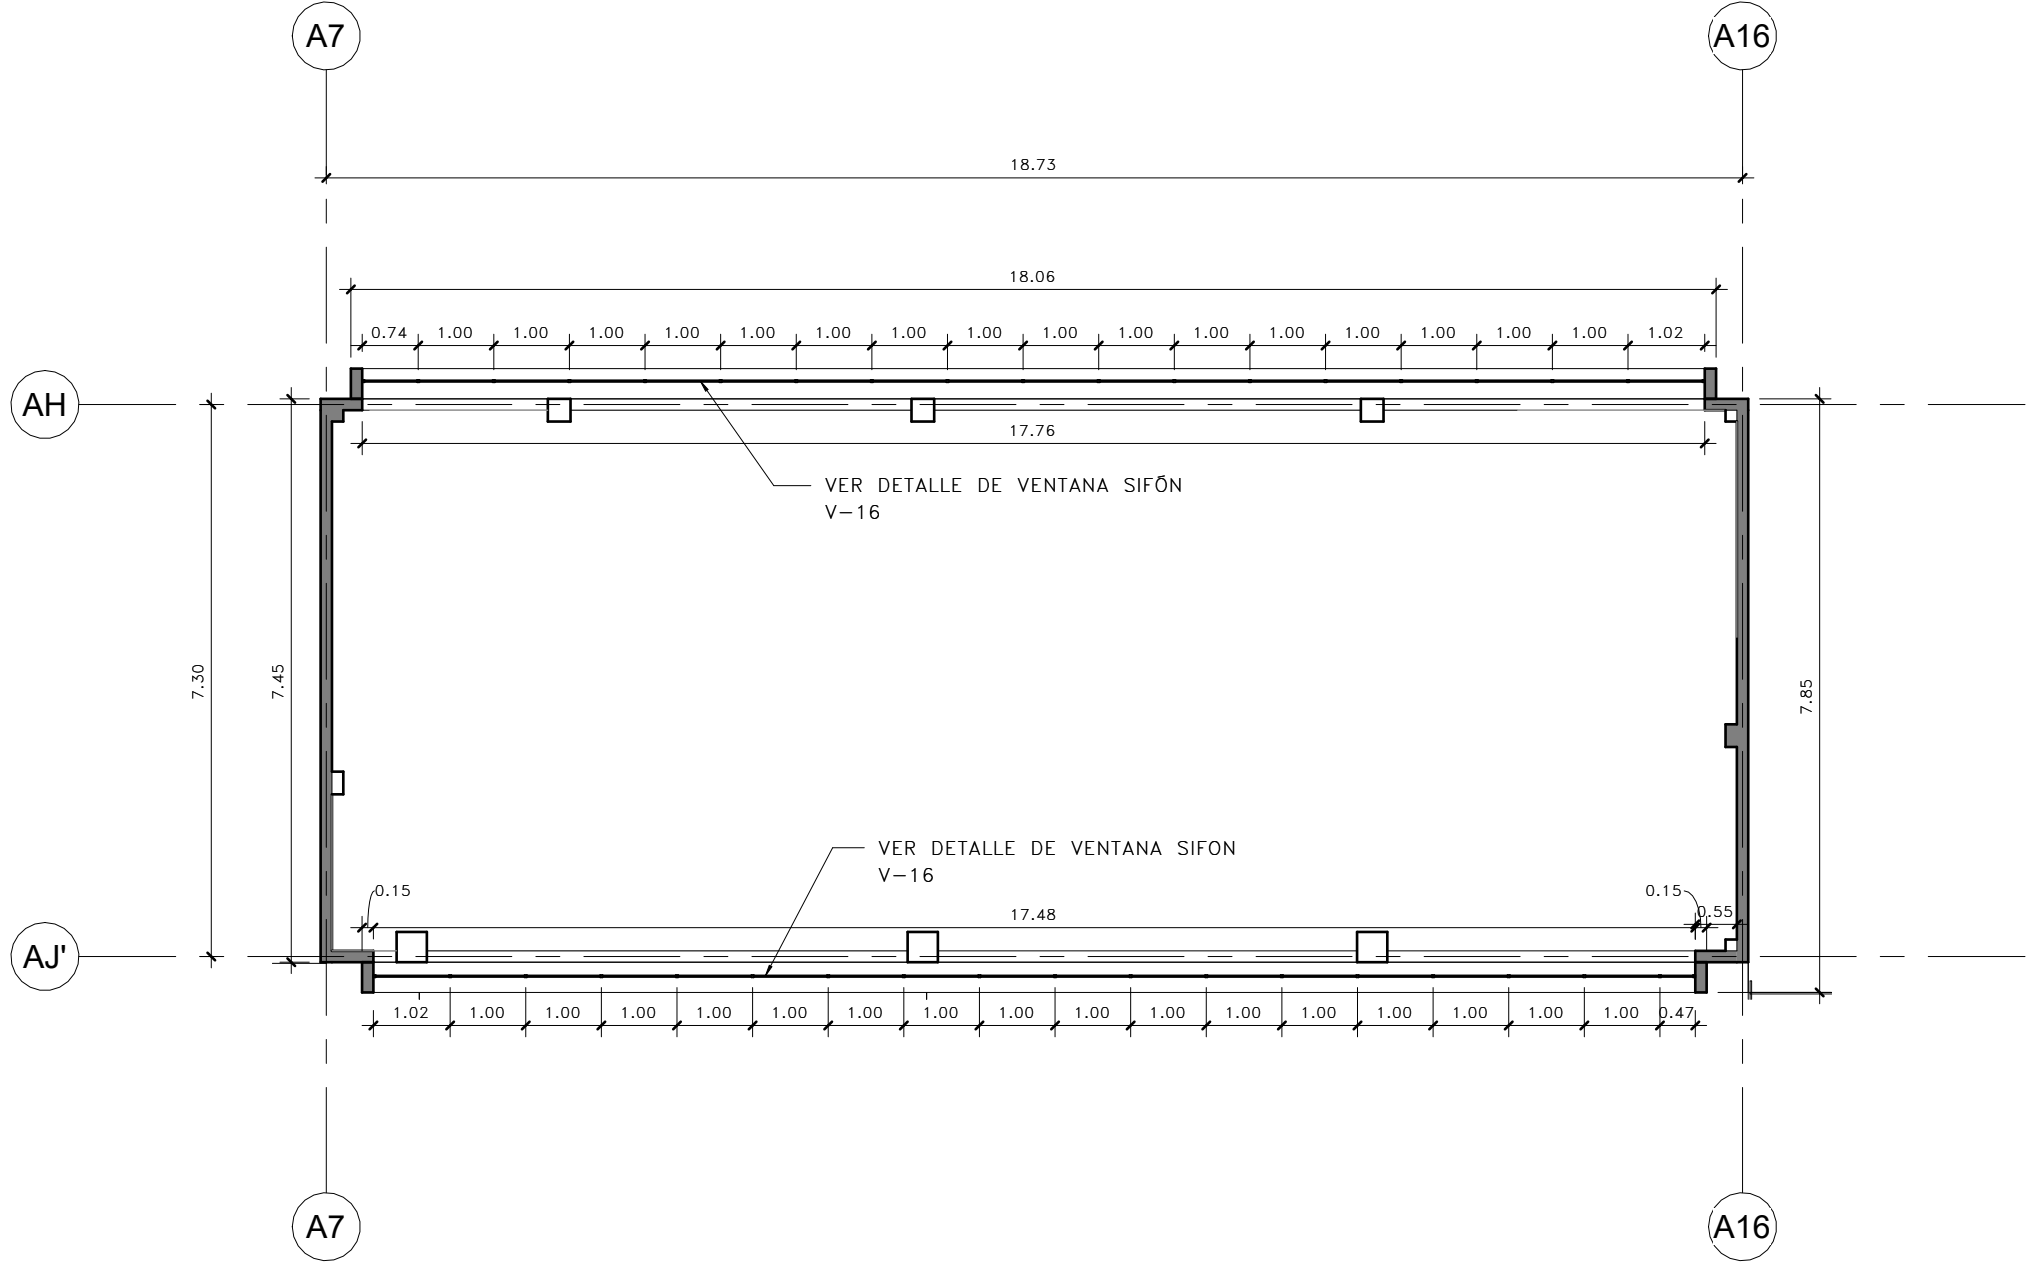 A7 A16
18.73
18.06
0.74 1.00 1.00 1.00 1.00 1.00 1.00 1.00 1.00 1.00 1.00 1.00 1.00 1.00 1.00 1.00 1.00 1.02
AH
17.76
VER DETALLE DE VENTANA SIFÓN
V-16
7.30 7.45 7.85
VER DETALLE DE VENTANA SIFON
V-16
0.15 0.15
17.48 0.55
AJ'
1.02 1.00 1.00 1.00 1.00 1.00 1.00 1.00 1.00 1.00 1.00 1.00 1.00 1.00 1.00 1.00 1.00 0.47
A7 A16